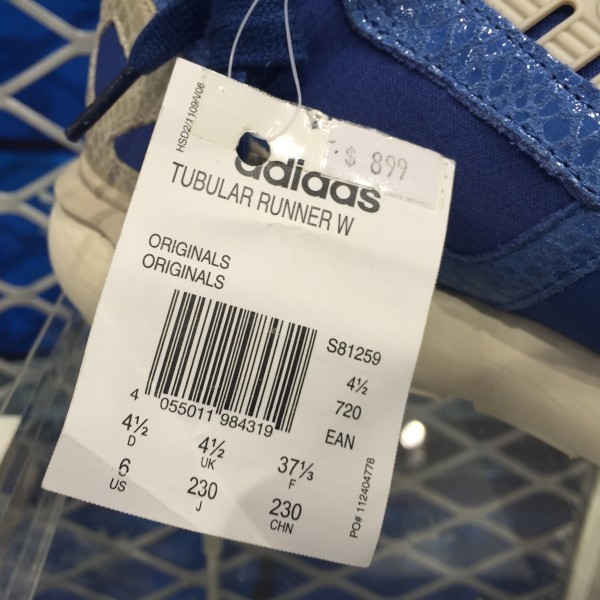 HSD2/1109/V06
$ 899
adidas
TUBULAR RUNNER W
ORIGINALS
ORIGINALS
S81259
4½
720
EAN
4 055011 984319
4½ 4½ 37⅓
D UK F
6 230 230
US J CHN
PO# 112404778